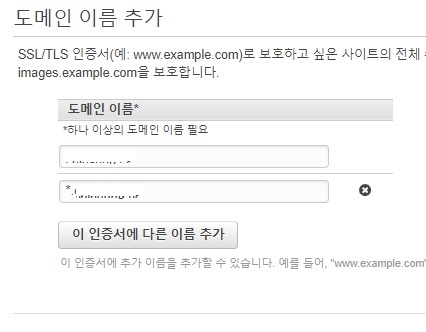 도메인 이름 추가
SSL/TLS 인증서(예: www.example.com)로 보호하고 싶은 사이트의 전체
images.example.com을 보호합니다.
도메인 이름*
*하나 이상의 도메인 이름 필요
이 인증서에 다른 이름 추가
이 인증서에 추가 이름을 추가할 수 있습니다. 예를 들어, "www.example.com"